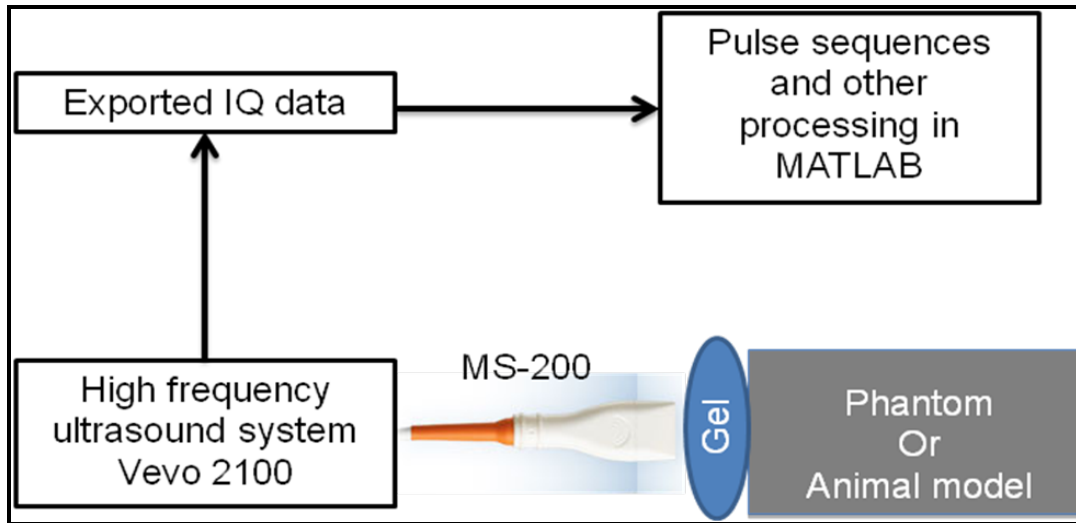 Exported IQ data
Pulse sequences
and other
processing in
MATLAB
High frequency
ultrasound system
Vevo 2100
MS-200
Gel
Phantom
Or
Animal model